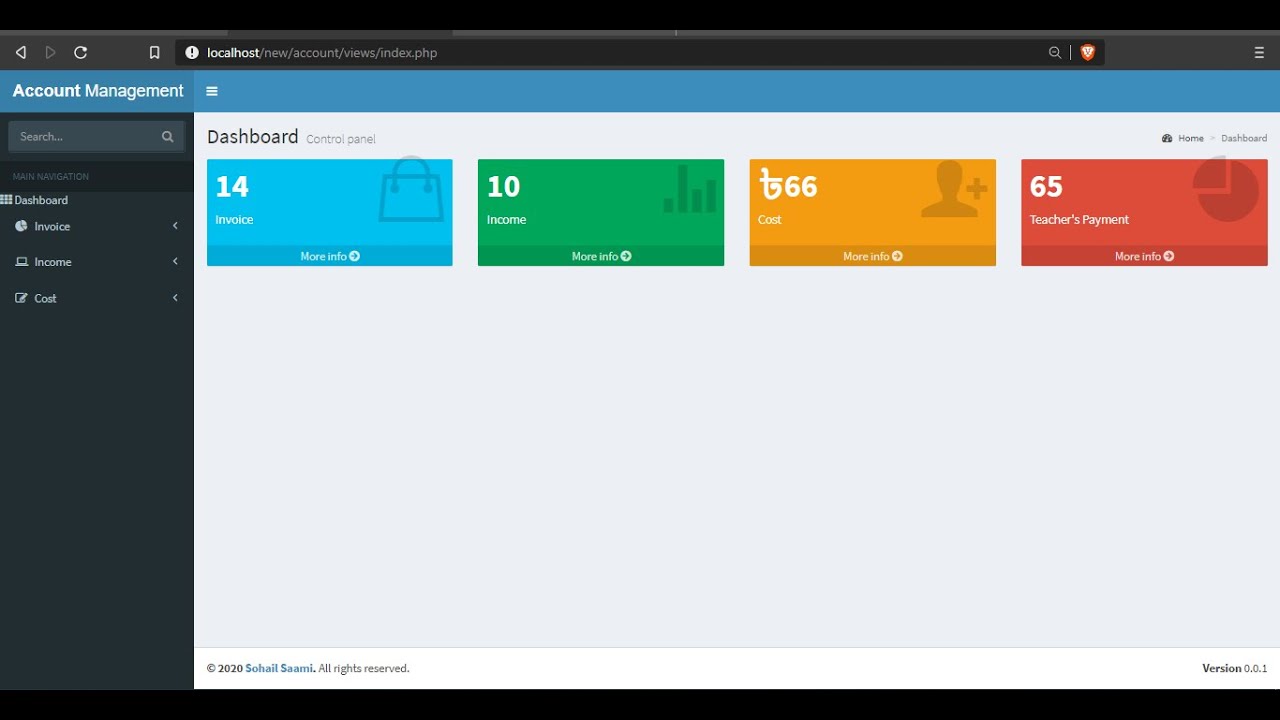 localhost/new/account/views/index.php
Account Management
Search...
MAIN NAVIGATION
Dashboard
Invoice
Income
Cost
Dashboard Control panel
Home > Dashboard
14
Invoice
More info
10
Income
More info
৳66
Cost
More info
65
Teacher's Payment
More info
© 2020 Sohail Saami. All rights reserved.
Version 0.0.1